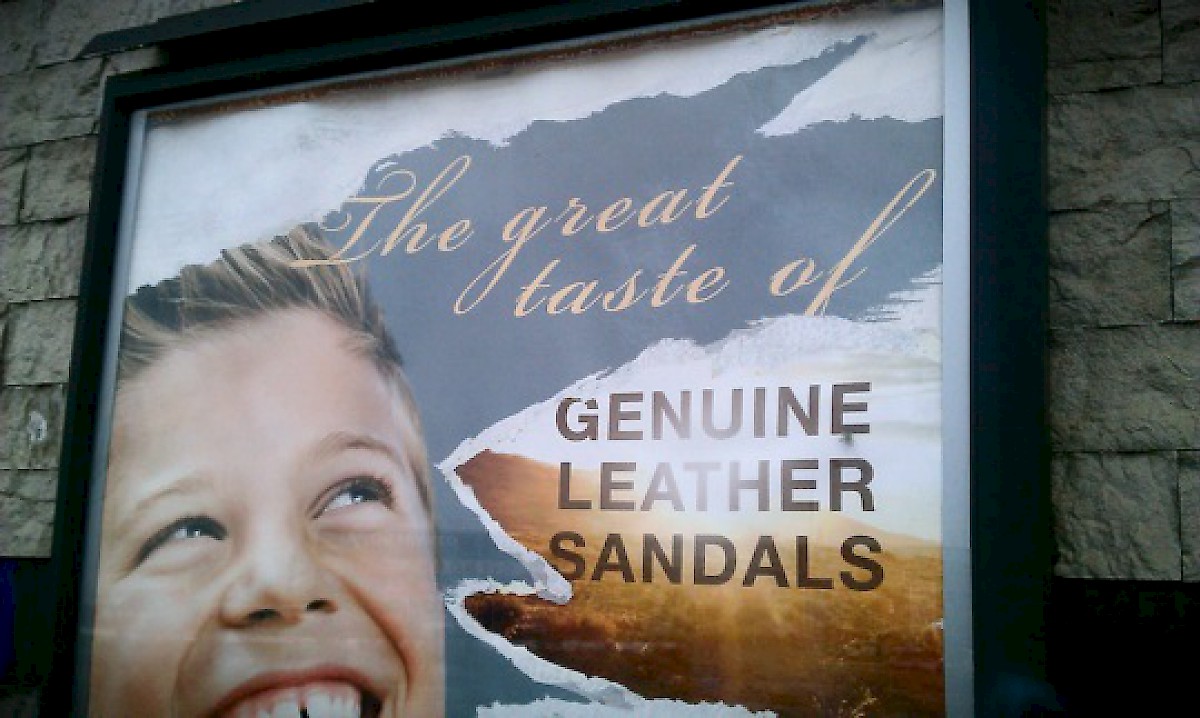 The great
taste of
GENUINE
LEATHER
SANDALS